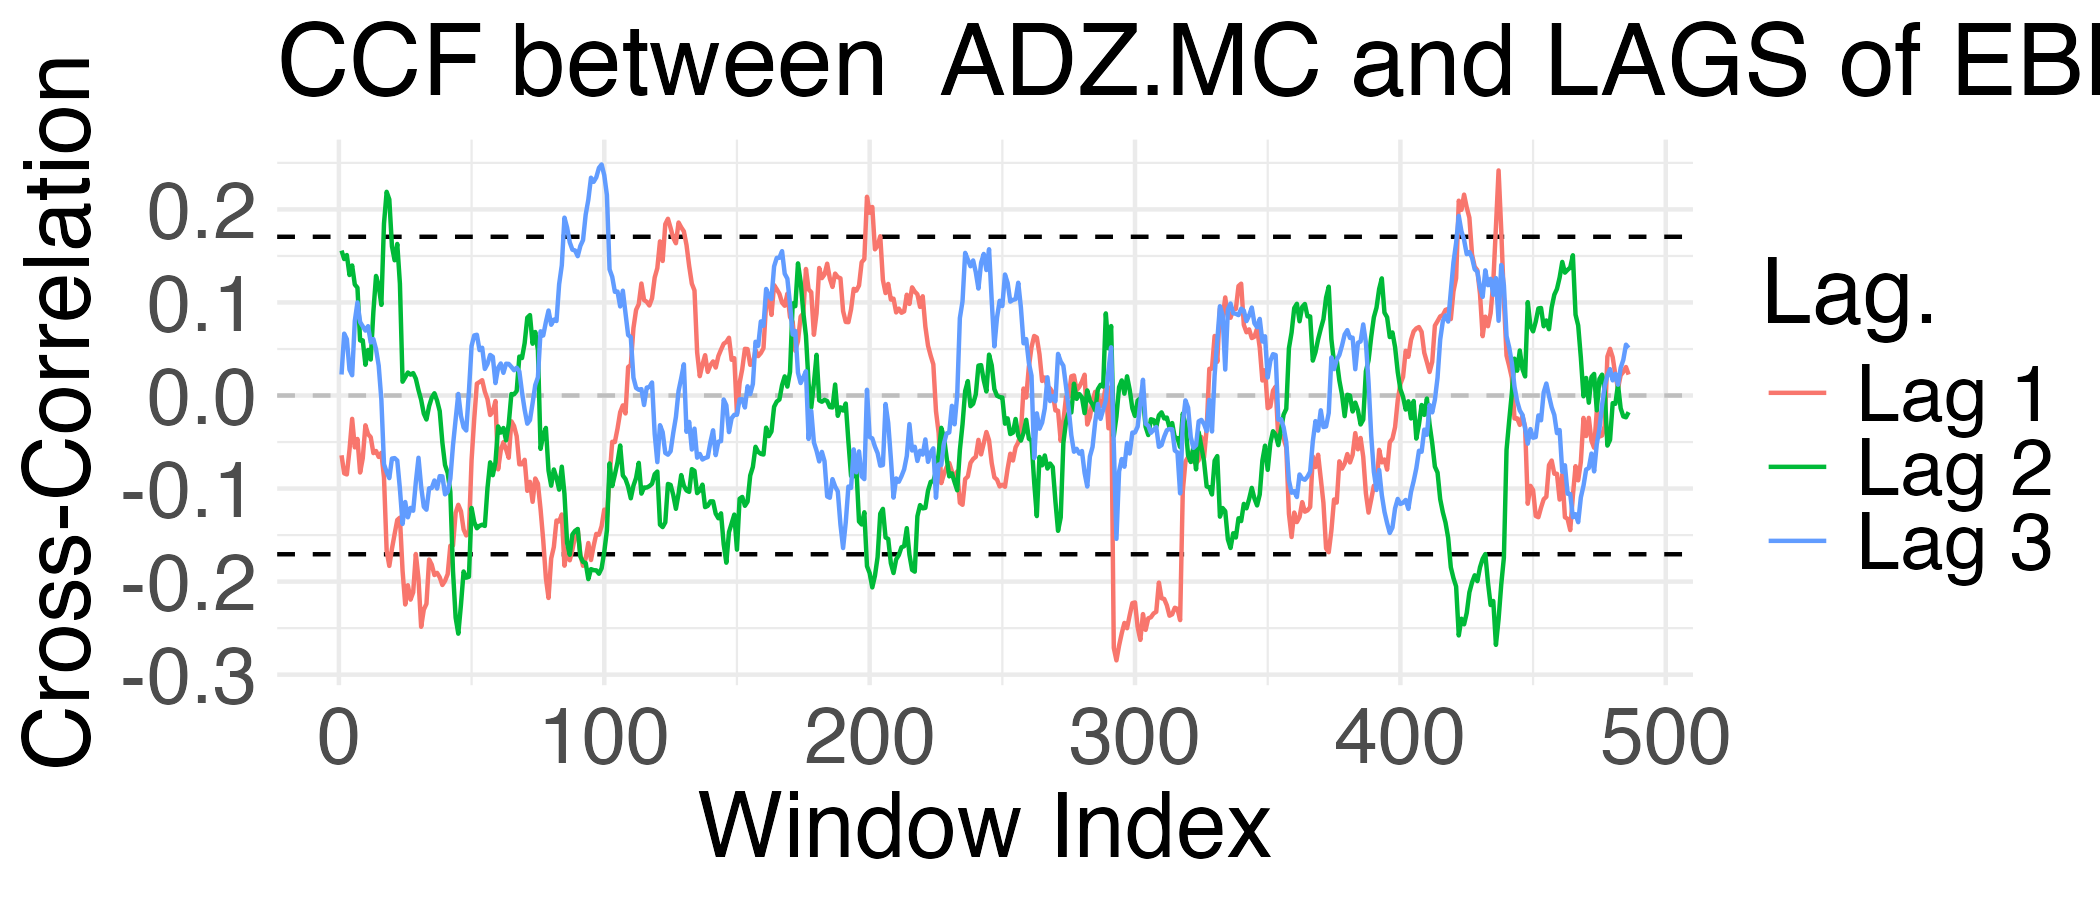 CCF between  ADZ.MC and LAGS of
Cross-Correlation
0.2
0.1
0.0
-0.1
-0.2
-0.3
0
100
200
300
400
500
Window Index
Lag.
Lag 1
Lag 2
Lag 3